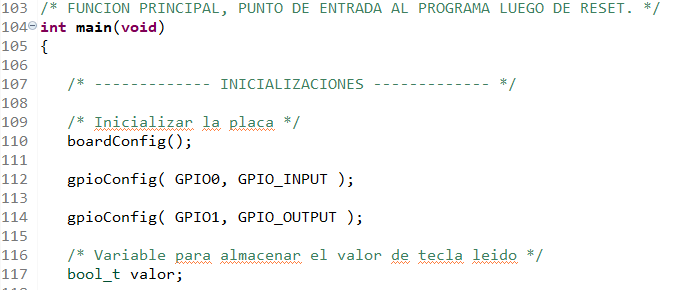 103 /* FUNCION PRINCIPAL, PUNTO DE ENTRADA AL PROGRAMA LUEGO DE RESET. */
104 int main(void)
105 {
106
107 /* ------------- INICIALIZACIONES ------------- */
108
109 /* Inicializar la placa */
110 boardConfig();
111
112 gpioConfig( GPIO0, GPIO_INPUT );
113
114 gpioConfig( GPIO1, GPIO_OUTPUT );
115
116 /* Variable para almacenar el valor de tecla leido */
117 bool_t valor;